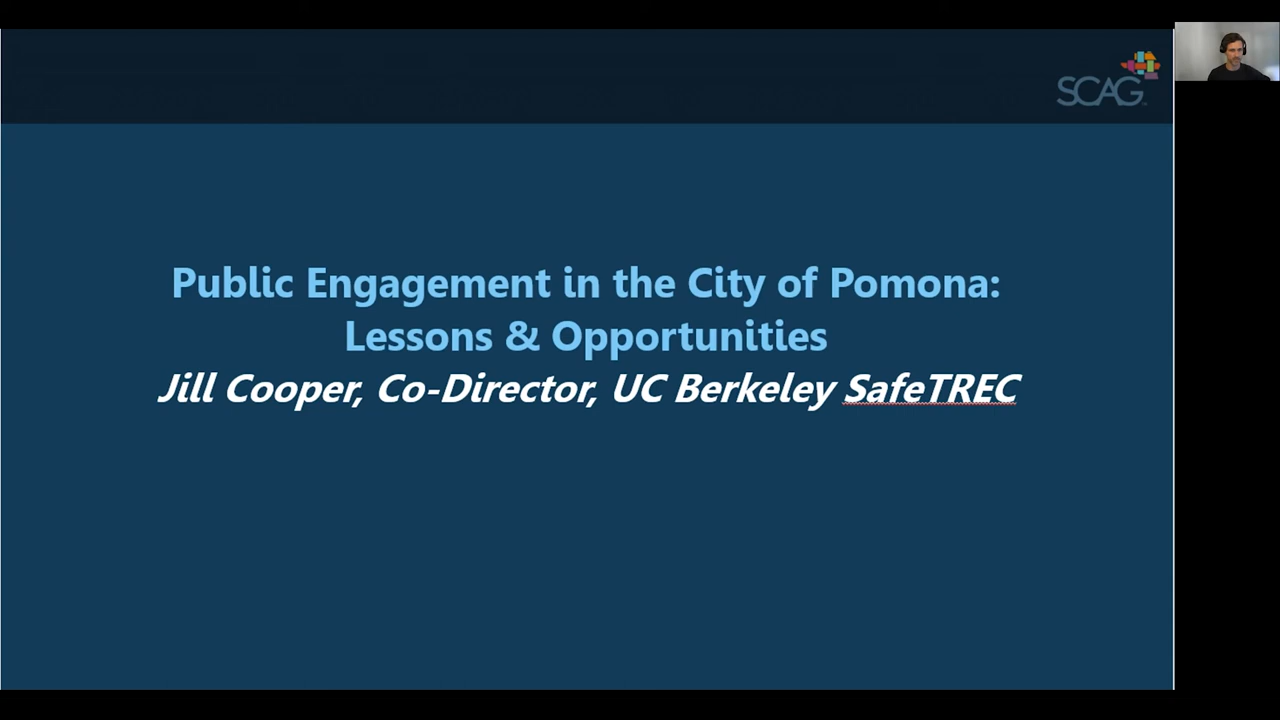 SCAG
Public Engagement in the City of Pomona:
Lessons & Opportunities
Jill Cooper, Co-Director, UC Berkeley SafeTREC